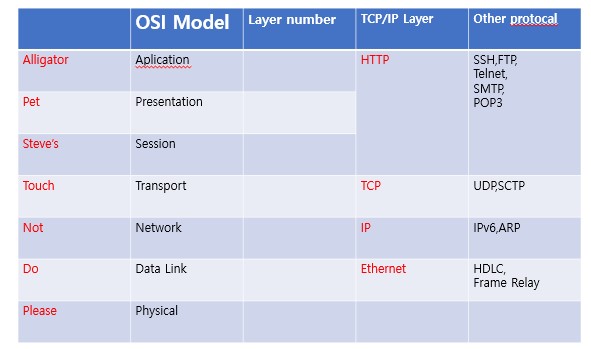 OSI Model Layer number TCP/IP Layer Other protocal
Alligator Aplication HTTP SSH,FTP,
Telnet,
SMTP,
POP3
Pet Presentation
Steve's Session
Touch Transport TCP UDP,SCTP
Not Network IP IPv6,ARP
Do Data Link Ethernet HDLC,
Frame Relay
Please Physical